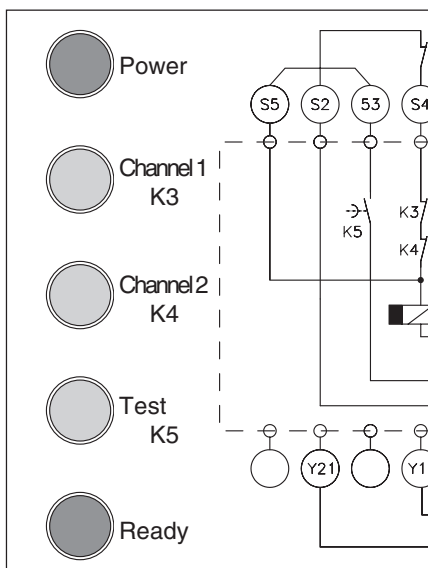 Power
Channel 1
K3
Channel 2
K4
Test
K5
Ready
S5 S2 53 S4
K5
K3
K4
Y21 Y1